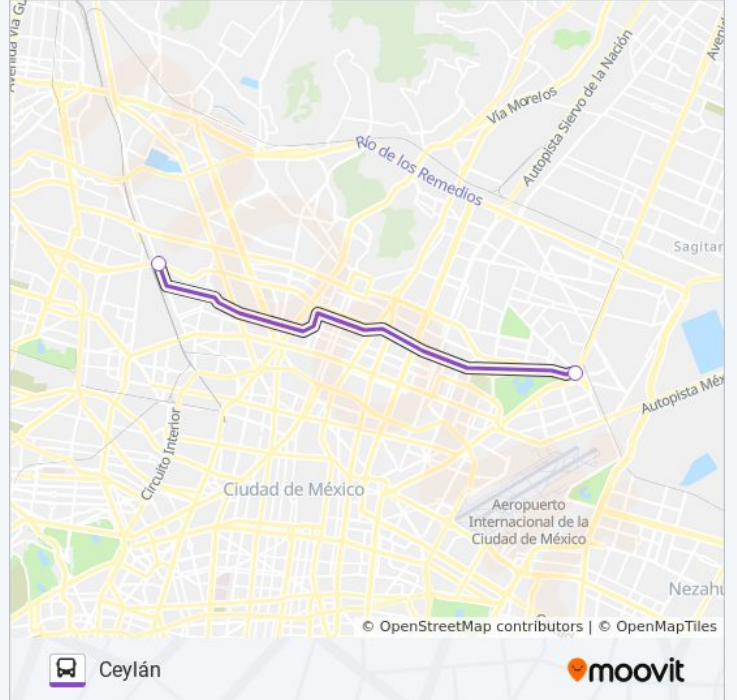 Avenida Vía Gu
Vía Morelos
Autopista Siervo de la Nación
Aveni
Río de los Remedios
Sagitar
Autopista Méx
Circuito Interior
Ciudad de México
Aeropuerto
Internacional de la
Ciudad de México
Nezahu
© OpenStreetMap contributors | © OpenMapTiles
Ceylán
moovit